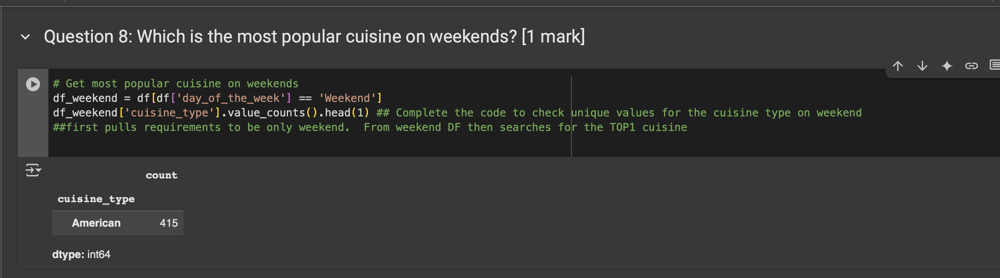 Question 8: Which is the most popular cuisine on weekends? [1 mark]
# Get most popular cuisine on weekends
df_weekend = df[df['day_of_the_week'] == 'Weekend']
df_weekend['cuisine_type'].value_counts().head(1) ## Complete the code to check unique values for the cuisine type on weekend
##first pulls requirements to be only weekend.  From weekend DF then searches for the TOP1 cuisine
count
cuisine_type
American 415
dtype: int64